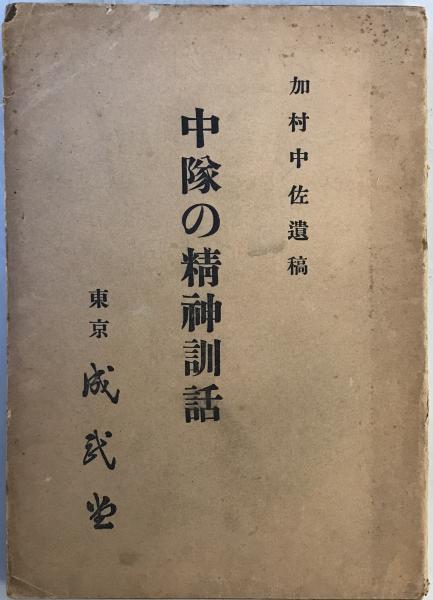 加村中佐遺稿
中隊の精神訓話
東京 成武堂